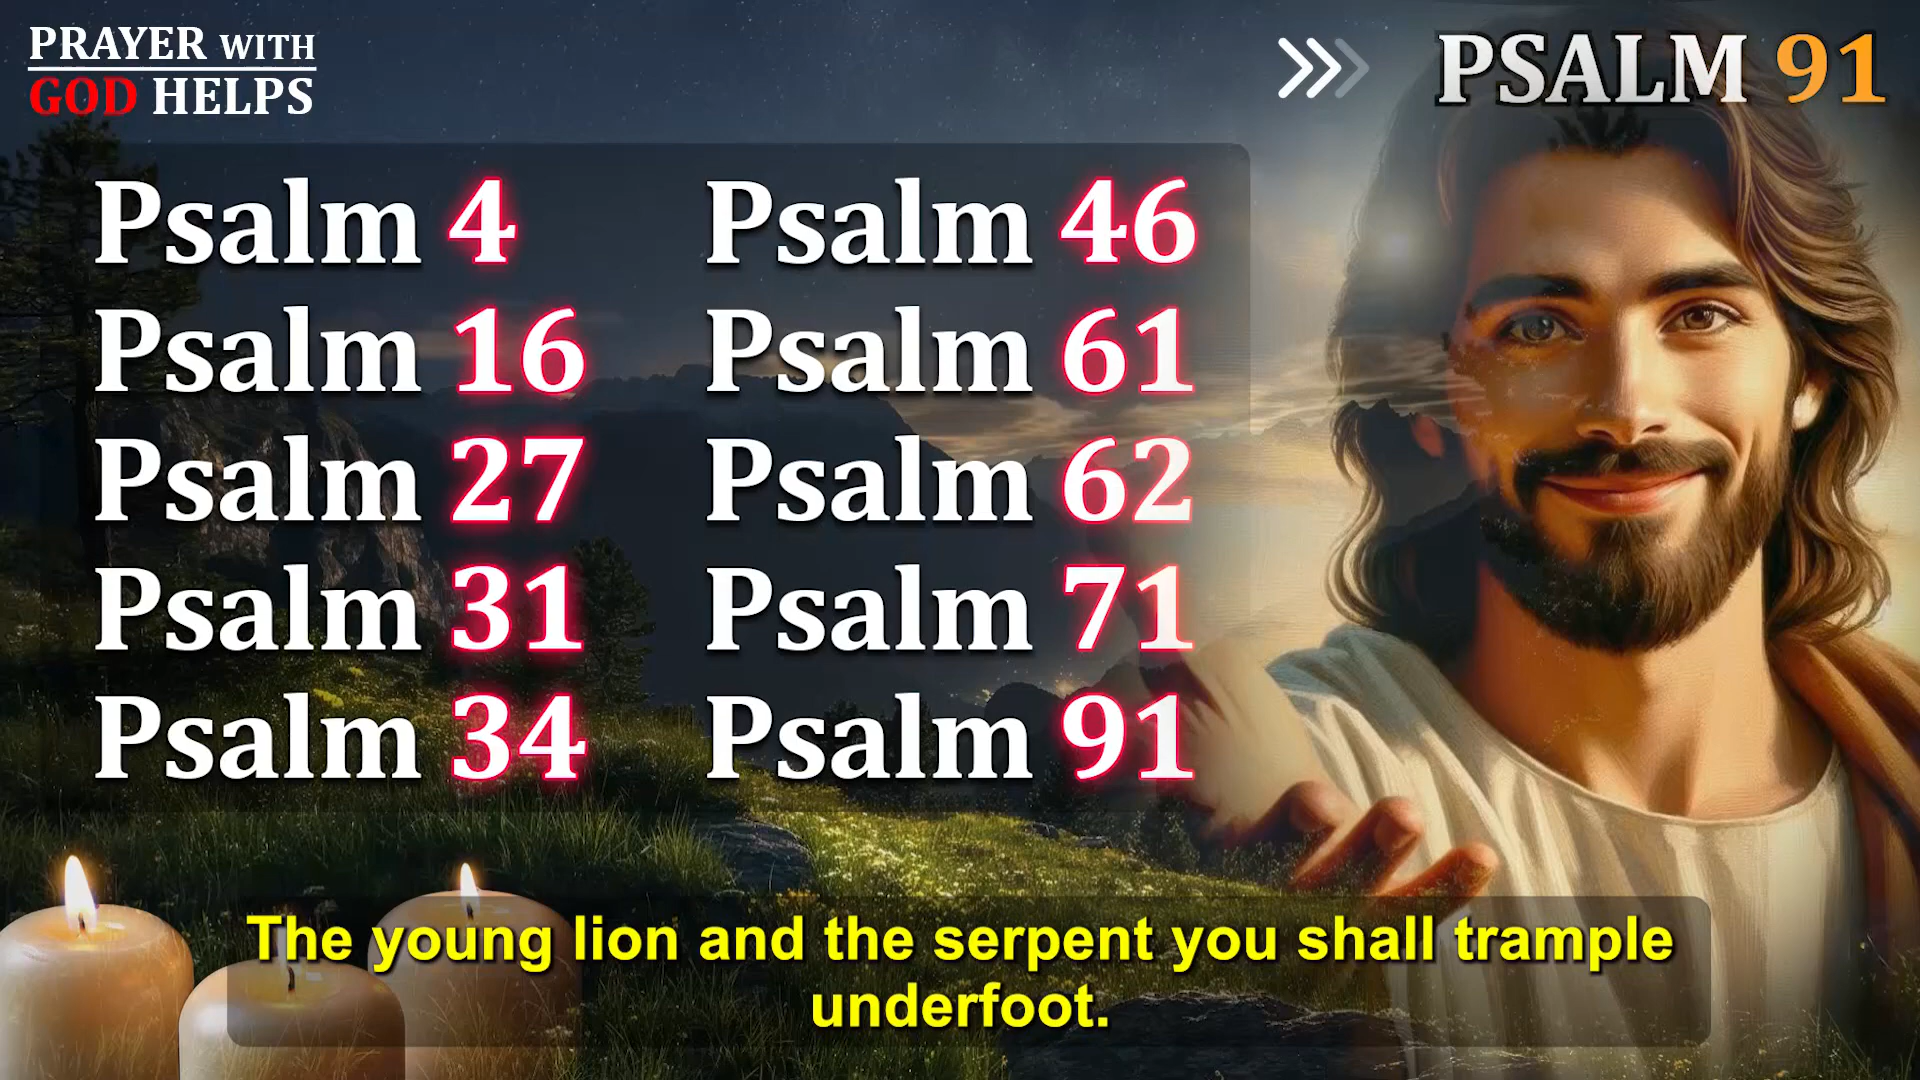 PRAYER WITH
GOD HELPS
PSALM 91
Psalm 4
Psalm 16
Psalm 27
Psalm 31
Psalm 34
Psalm 46
Psalm 61
Psalm 62
Psalm 71
Psalm 91
The young lion and the serpent you shall trample
underfoot.